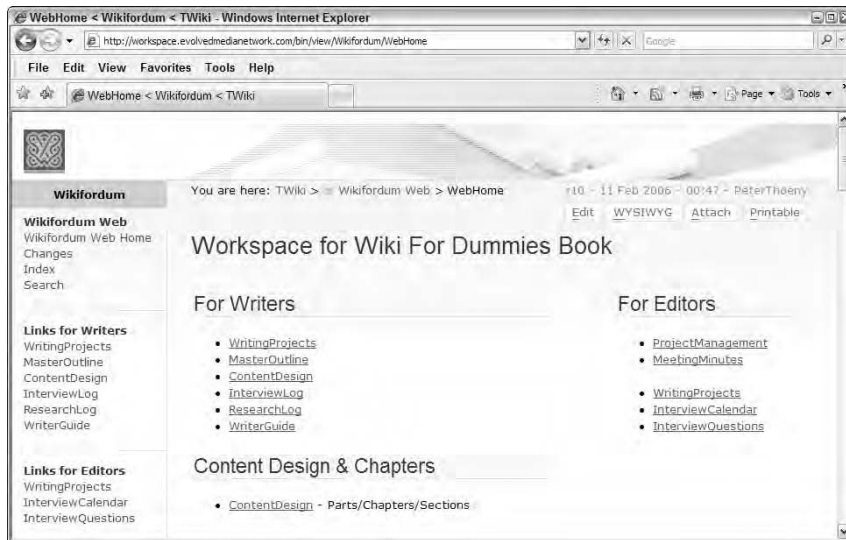 WebHome < Wikifordum < TWiki - Windows Internet Explorer
http://workspace.evolvedmedianetwork.com/bin/view/Wikifordum/WebHome
Google
File Edit View Favorites Tools Help
WebHome < Wikifordum < TWiki
Page Tools
Wikifordum
You are here: TWiki > Wikifordum Web > WebHome
r10 - 11 Feb 2006 - 00:47 - PeterThoeny
Edit WYSIWYG Attach Printable
Wikifordum Web
Wikifordum Web Home
Changes
Index
Search
Links for Writers
WritingProjects
MasterOutline
ContentDesign
InterviewLog
ResearchLog
WriterGuide
Links for Editors
WritingProjects
InterviewCalendar
InterviewQuestions
Workspace for Wiki For Dummies Book
For Writers
• WritingProjects
• MasterOutline
• ContentDesign
• InterviewLog
• ResearchLog
• WriterGuide
For Editors
• ProjectManagement
• MeetingMinutes
• WritingProjects
• InterviewCalendar
• InterviewQuestions
Content Design & Chapters
• ContentDesign - Parts/Chapters/Sections